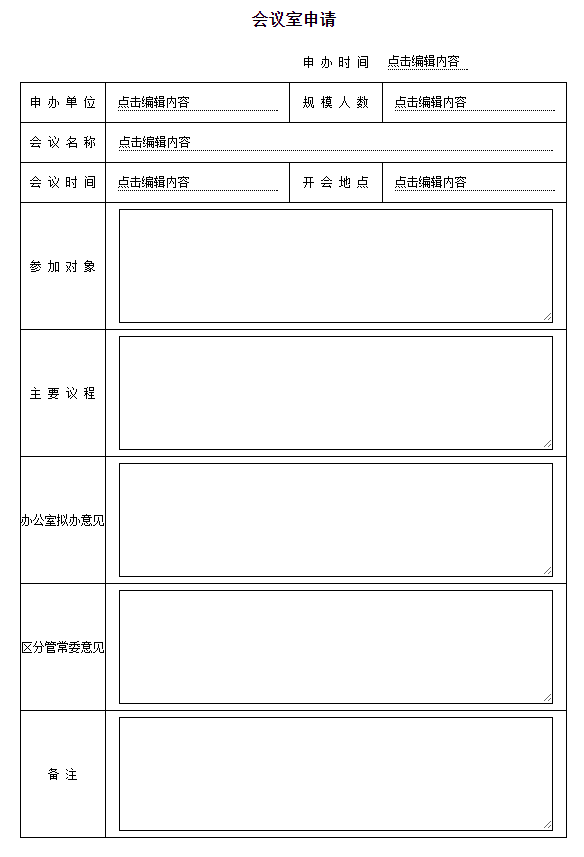 会议室申请
申 办 时 间 点击编辑内容
申 办 单 位 点击编辑内容 规 模 人 数 点击编辑内容
会 议 名 称 点击编辑内容
会 议 时 间 点击编辑内容 开 会 地 点 点击编辑内容
参 加 对 象
主 要 议 程
办公室拟办意见
区分管常委意见
备 注